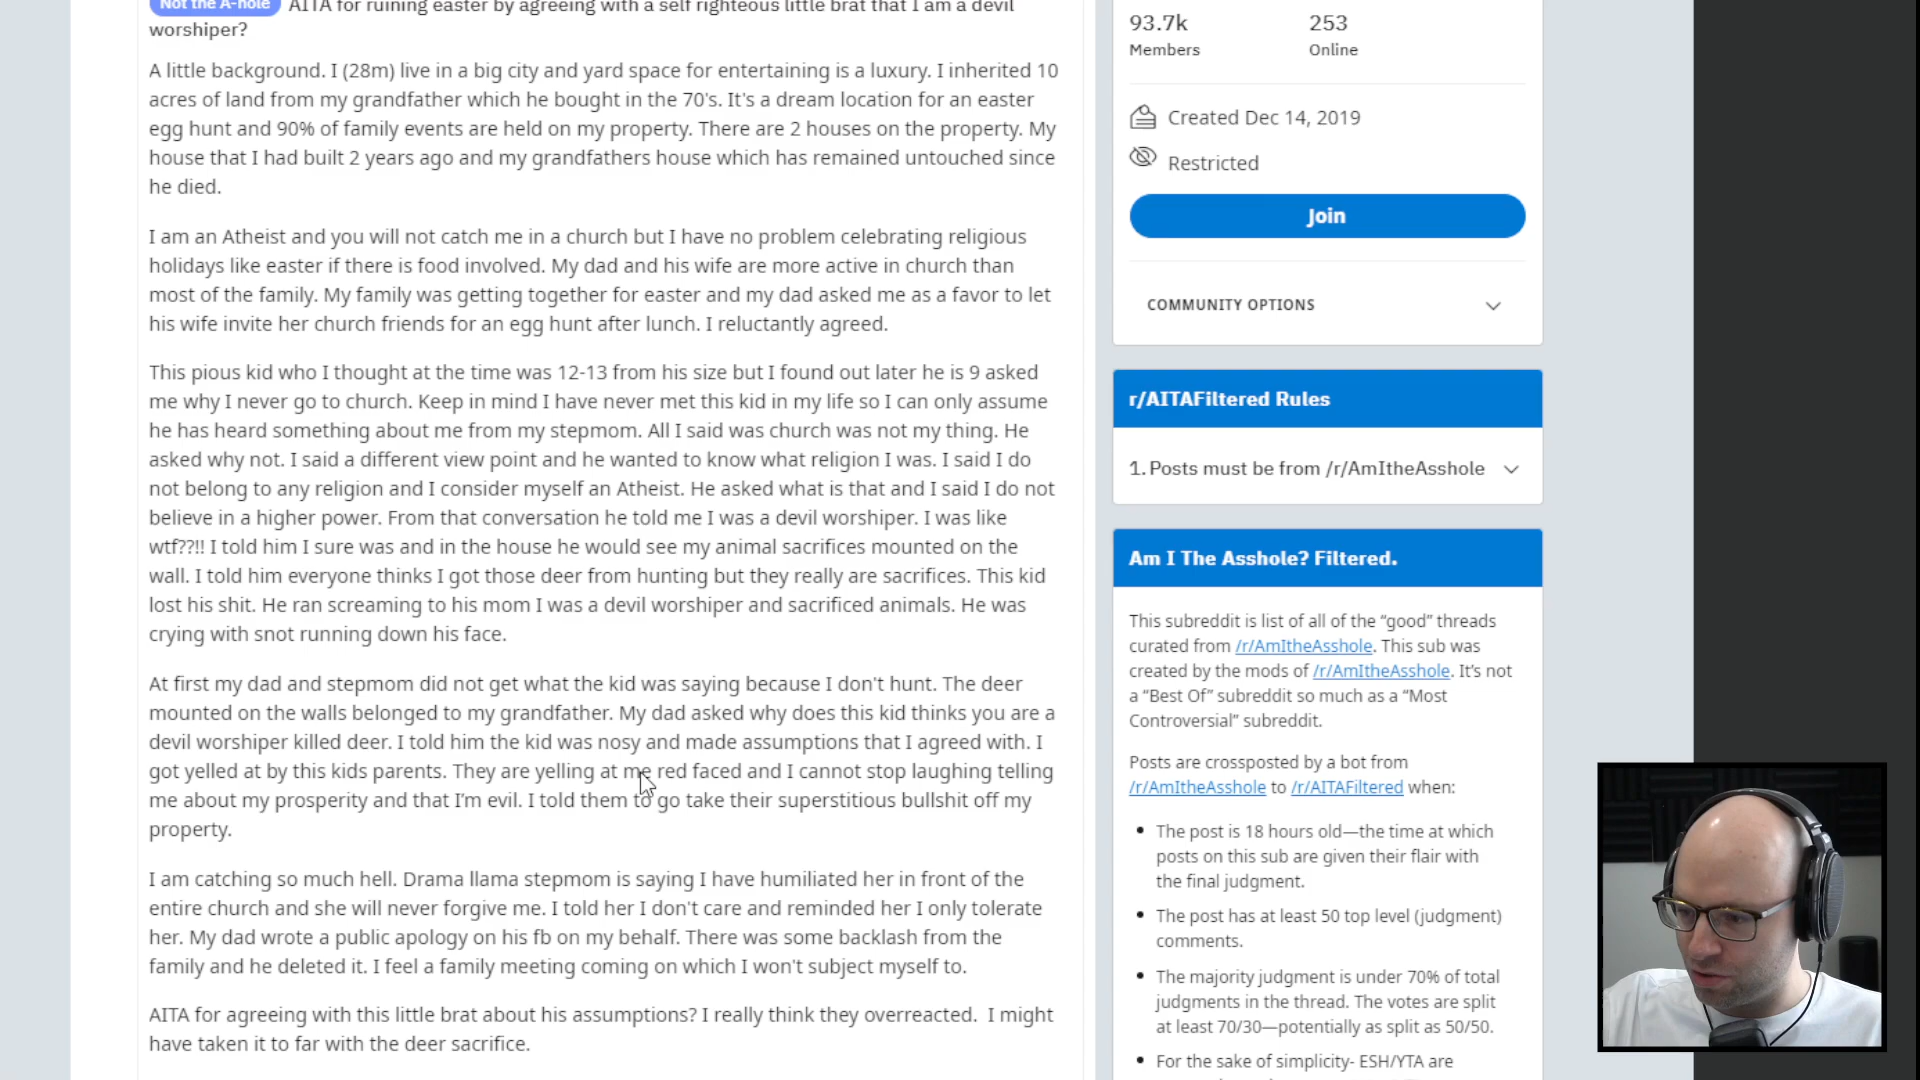 Not the A-hole AITA for ruining easter by agreeing with a self righteous little brat that I am a devil
worshiper?
A little background. I (28m) live in a big city and yard space for entertaining is a luxury. I inherited 10
acres of land from my grandfather which he bought in the 70's. It's a dream location for an easter
egg hunt and 90% of family events are held on my property. There are 2 houses on the property. My
house that I had built 2 years ago and my grandfathers house which has remained untouched since
he died.
I am an Atheist and you will not catch me in a church but I have no problem celebrating religious
holidays like easter if there is food involved. My dad and his wife are more active in church than
most of the family. My family was getting together for easter and my dad asked me as a favor to let
his wife invite her church friends for an egg hunt after lunch. I reluctantly agreed.
This pious kid who I thought at the time was 12-13 from his size but I found out later he is 9 asked
me why I never go to church. Keep in mind I have never met this kid in my life so I can only assume
he has heard something about me from my stepmom. All I said was church was not my thing. He
asked why not. I said a different view point and he wanted to know what religion I was. I said I do
not belong to any religion and I consider myself an Atheist. He asked what is that and I said I do not
believe in a higher power. From that conversation he told me I was a devil worshiper. I was like
wtf??!! I told him I sure was and in the house he would see my animal sacrifices mounted on the
wall. I told him everyone thinks I got those deer from hunting but they really are sacrifices. This kid
lost his shit. He ran screaming to his mom I was a devil worshiper and sacrificed animals. He was
crying with snot running down his face.
At first my dad and stepmom did not get what the kid was saying because I don't hunt. The deer
mounted on the walls belonged to my grandfather. My dad asked why does this kid thinks you are a
devil worshiper killed deer. I told him the kid was nosy and made assumptions that I agreed with. I
got yelled at by this kids parents. They are yelling at me red faced and I cannot stop laughing telling
me about my prosperity and that I'm evil. I told them to go take their superstitious bullshit off my
property.
I am catching so much hell. Drama llama stepmom is saying I have humiliated her in front of the
entire church and she will never forgive me. I told her I don't care and reminded her I only tolerate
her. My dad wrote a public apology on his fb on my behalf. There was some backlash from the
family and he deleted it. I feel a family meeting coming on which I won't subject myself to.
AITA for agreeing with this little brat about his assumptions? I really think they overreacted. I might
have taken it to far with the deer sacrifice.
93.7k 253
Members Online
Created Dec 14, 2019
Restricted
Join
COMMUNITY OPTIONS
r/AITAFiltered Rules
1. Posts must be from /r/AmItheAsshole
Am I The Asshole? Filtered.
This subreddit is list of all of the “good” threads
curated from /r/AmItheAsshole. This sub was
created by the mods of /r/AmItheAsshole. It’s not
a “Best Of” subreddit so much as a “Most
Controversial” subreddit.
Posts are crossposted by a bot from
/r/AmItheAsshole to /r/AITAFiltered when:
• The post is 18 hours old—the time at which
posts on this sub are given their flair with
the final judgment.
• The post has at least 50 top level (judgment)
comments.
• The majority judgment is under 70% of total
judgments in the thread. The votes are split
at least 70/30—potentially as split as 50/50.
• For the sake of simplicity- ESH/YTA are